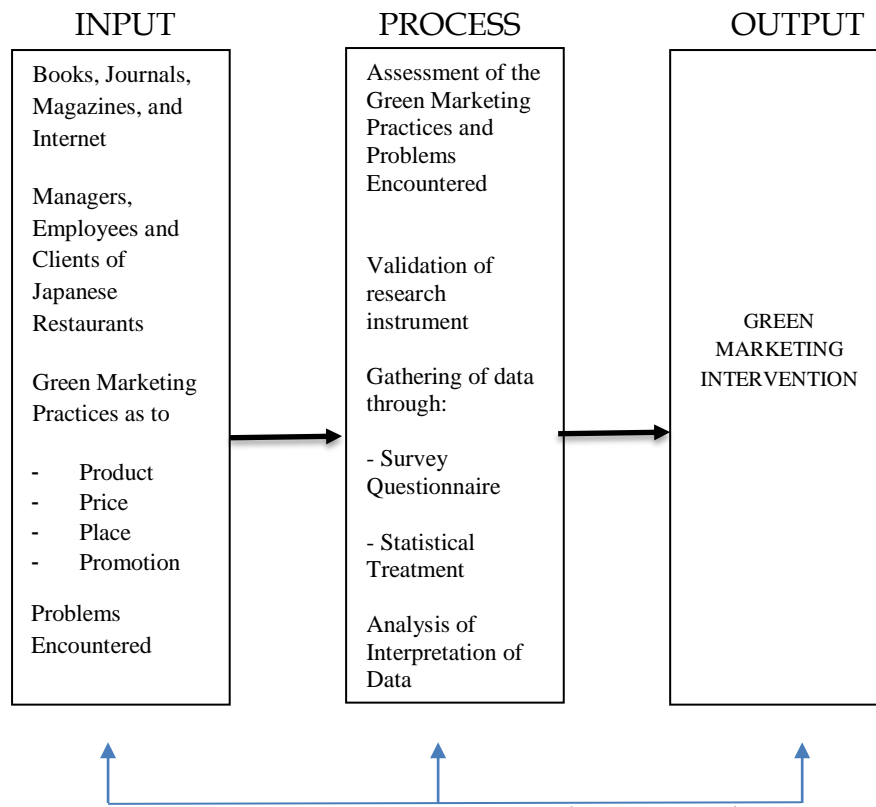 INPUT
PROCESS
OUTPUT
Books, Journals,
Magazines, and
Internet
Managers,
Employees and
Clients of
Japanese
Restaurants
Green Marketing
Practices as to
- Product
- Price
- Place
- Promotion
Problems
Encountered
Assessment of the
Green Marketing
Practices and
Problems
Encountered
Validation of
research
instrument
Gathering of data
through:
- Survey
Questionnaire
- Statistical
Treatment
Analysis of
Interpretation of
Data
GREEN
MARKETING
INTERVENTION